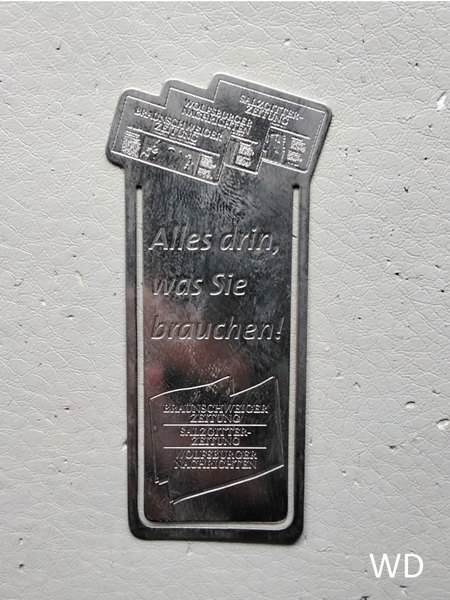 SALZGITTER-
ZEITUNG
WOLFSBURGER
NACHRICHTEN
BRAUNSCHWEIGER
ZEITUNG
Alles drin,
was Sie
brauchen!
BRAUNSCHWEIGER
ZEITUNG
SALZGITTER-
ZEITUNG
WOLFSBURGER
NACHRICHTEN
WD